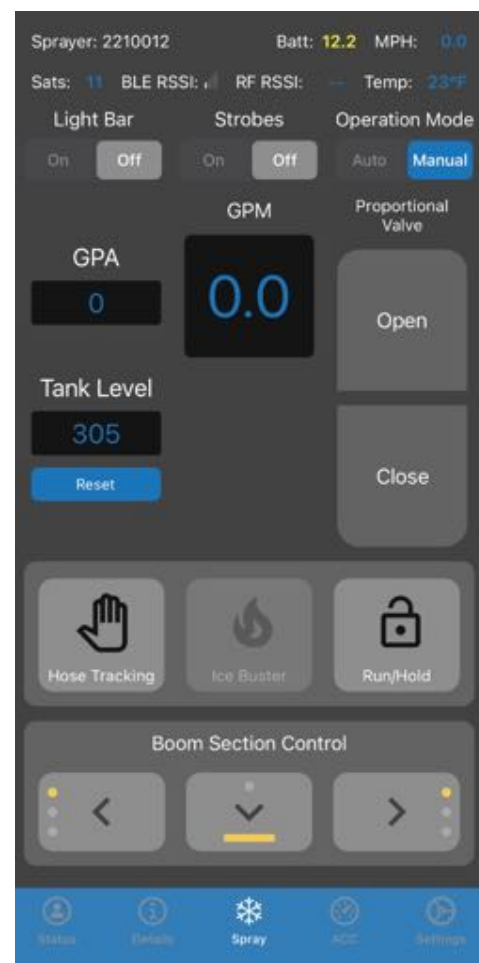 Sprayer: 2210012 Batt: 12.2 MPH: 0.0
Sats: 11 BLE RSSI: RF RSSI: -- Temp: 23°F
Light Bar Strobes Operation Mode
On Off On Off Auto Manual
GPM Proportional
Valve
GPA
0 0.0
Open
Tank Level
305
Reset Close
Hose Tracking Ice Buster Run/Hold
Boom Section Control
Status Details Spray ACC Settings